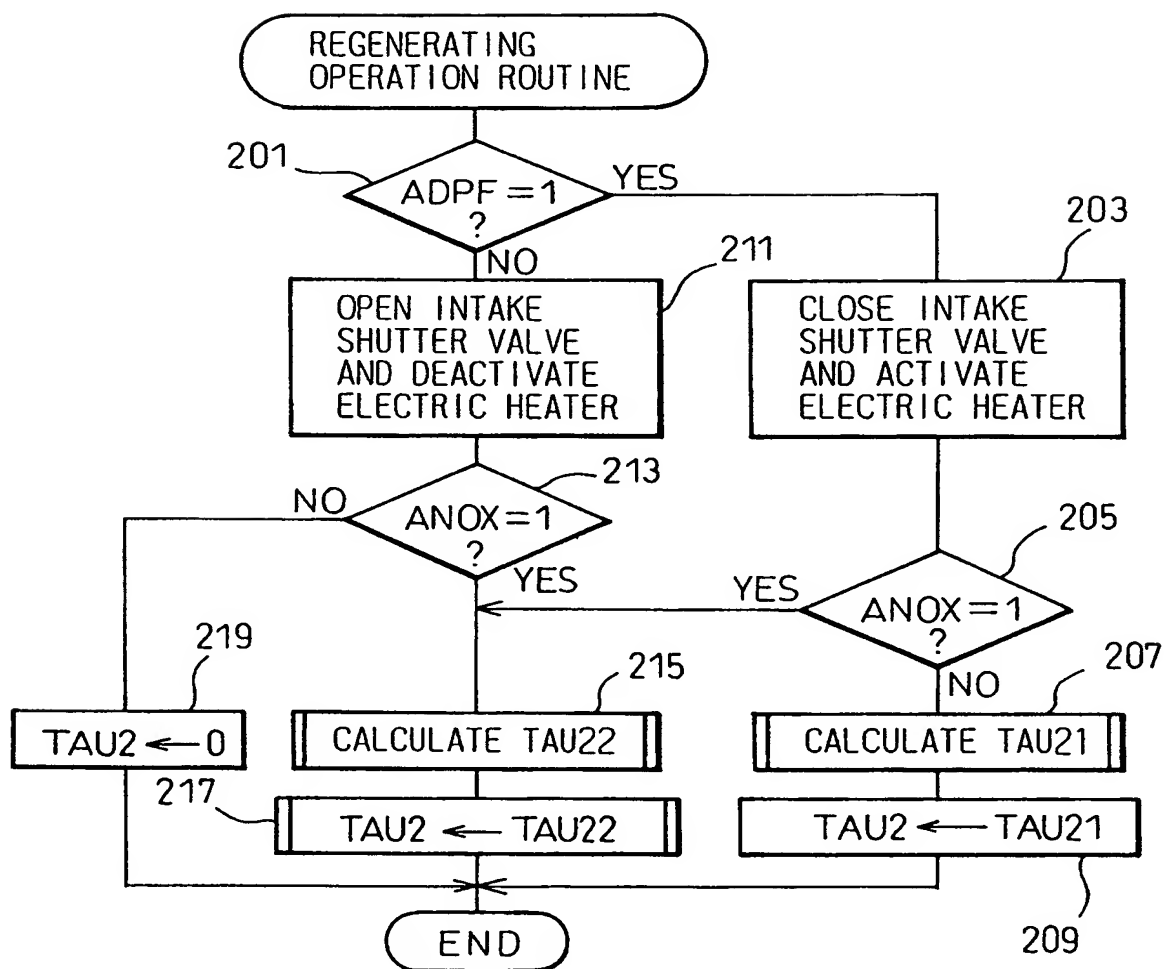 REGENERATING
OPERATION ROUTINE
201
ADPF=1
?
YES
NO
203
211
OPEN INTAKE
SHUTTER VALVE
AND DEACTIVATE
ELECTRIC HEATER
CLOSE INTAKE
SHUTTER VALVE
AND ACTIVATE
ELECTRIC HEATER
213
NO
ANOX=1
?
YES
205
YES
ANOX=1
?
NO
219
TAU2 ← 0
215
CALCULATE TAU22
207
CALCULATE TAU21
217
TAU2 ← TAU22
TAU2 ← TAU21
209
END